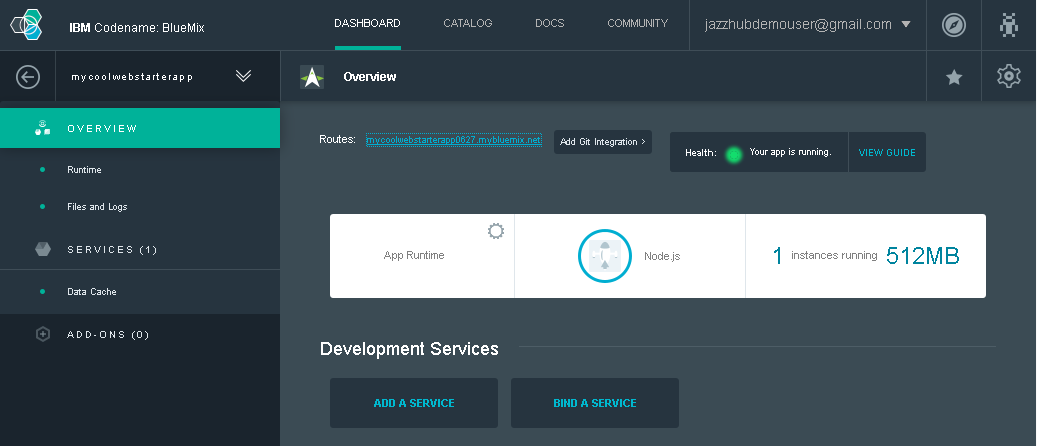 IBM Codename: BlueMix
DASHBOARD
CATALOG
DOCS
COMMUNITY
jazzhubdemouser@gmail.com
mycoolwebstarterapp
Overview
OVERVIEW
Runtime
Files and Logs
SERVICES (1)
Data Cache
ADD-ONS (0)
Routes:
mycoolwebstarterapp0627.mybluemix.net
Add Git Integration >
Health:
Your app is running.
VIEW GUIDE
App Runtime
Node.js
1 instances running 512MB
Development Services
ADD A SERVICE
BIND A SERVICE